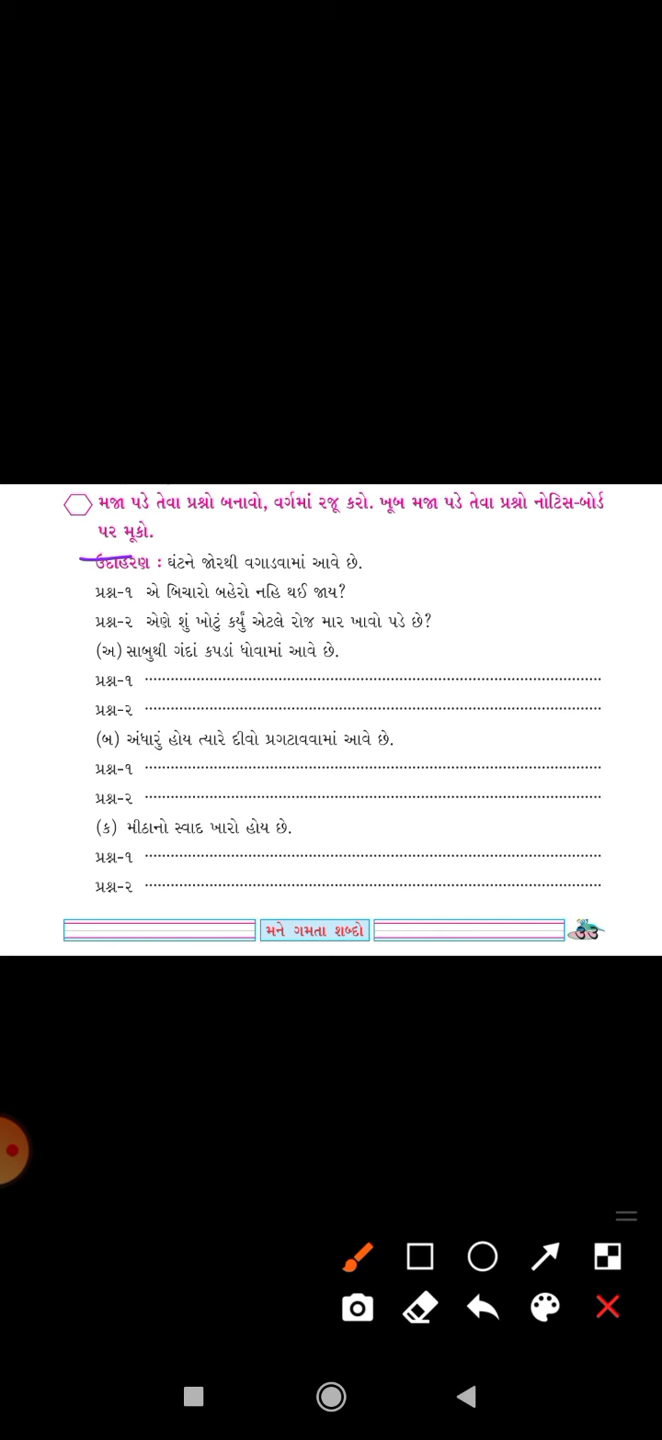 મજા પડે તેવા પ્રશ્નો બનાવો, વર્ગમાં રજૂ કરો. ખૂબ મજા પડે તેવા પ્રશ્નો નોટિસ-બોર્ડ
પર મૂકો.
ઉદાહરણ : ઘંટને જોરથી વગાડવામાં આવે છે.
પ્રશ્ન-૧ એ બિચારો બહેરો નહિ થઈ જાય?
પ્રશ્ન-૨ એણે શું ખોટું કર્યું એટલે રોજ માર ખાવો પડે છે?
(અ) સાબુથી ગંદાં કપડાં ધોવામાં આવે છે.
પ્રશ્ન-૧
પ્રશ્ન-૨
(બ) અંધારું હોય ત્યારે દીવો પ્રગટાવવામાં આવે છે.
પ્રશ્ન-૧
પ્રશ્ન-૨
(ક) મીઠાનો સ્વાદ ખારો હોય છે.
પ્રશ્ન-૧
પ્રશ્ન-૨
મને ગમતા શબ્દો ૩૩